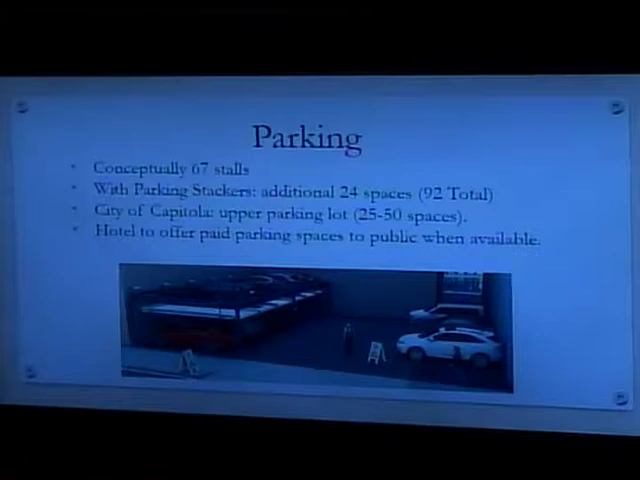 Parking
• Conceptually 67 stalls
• With Parking Stackers: additional 24 spaces (92 Total)
• City of Capitola: upper parking lot (25-50 spaces).
• Hotel to offer paid parking spaces to public when available.